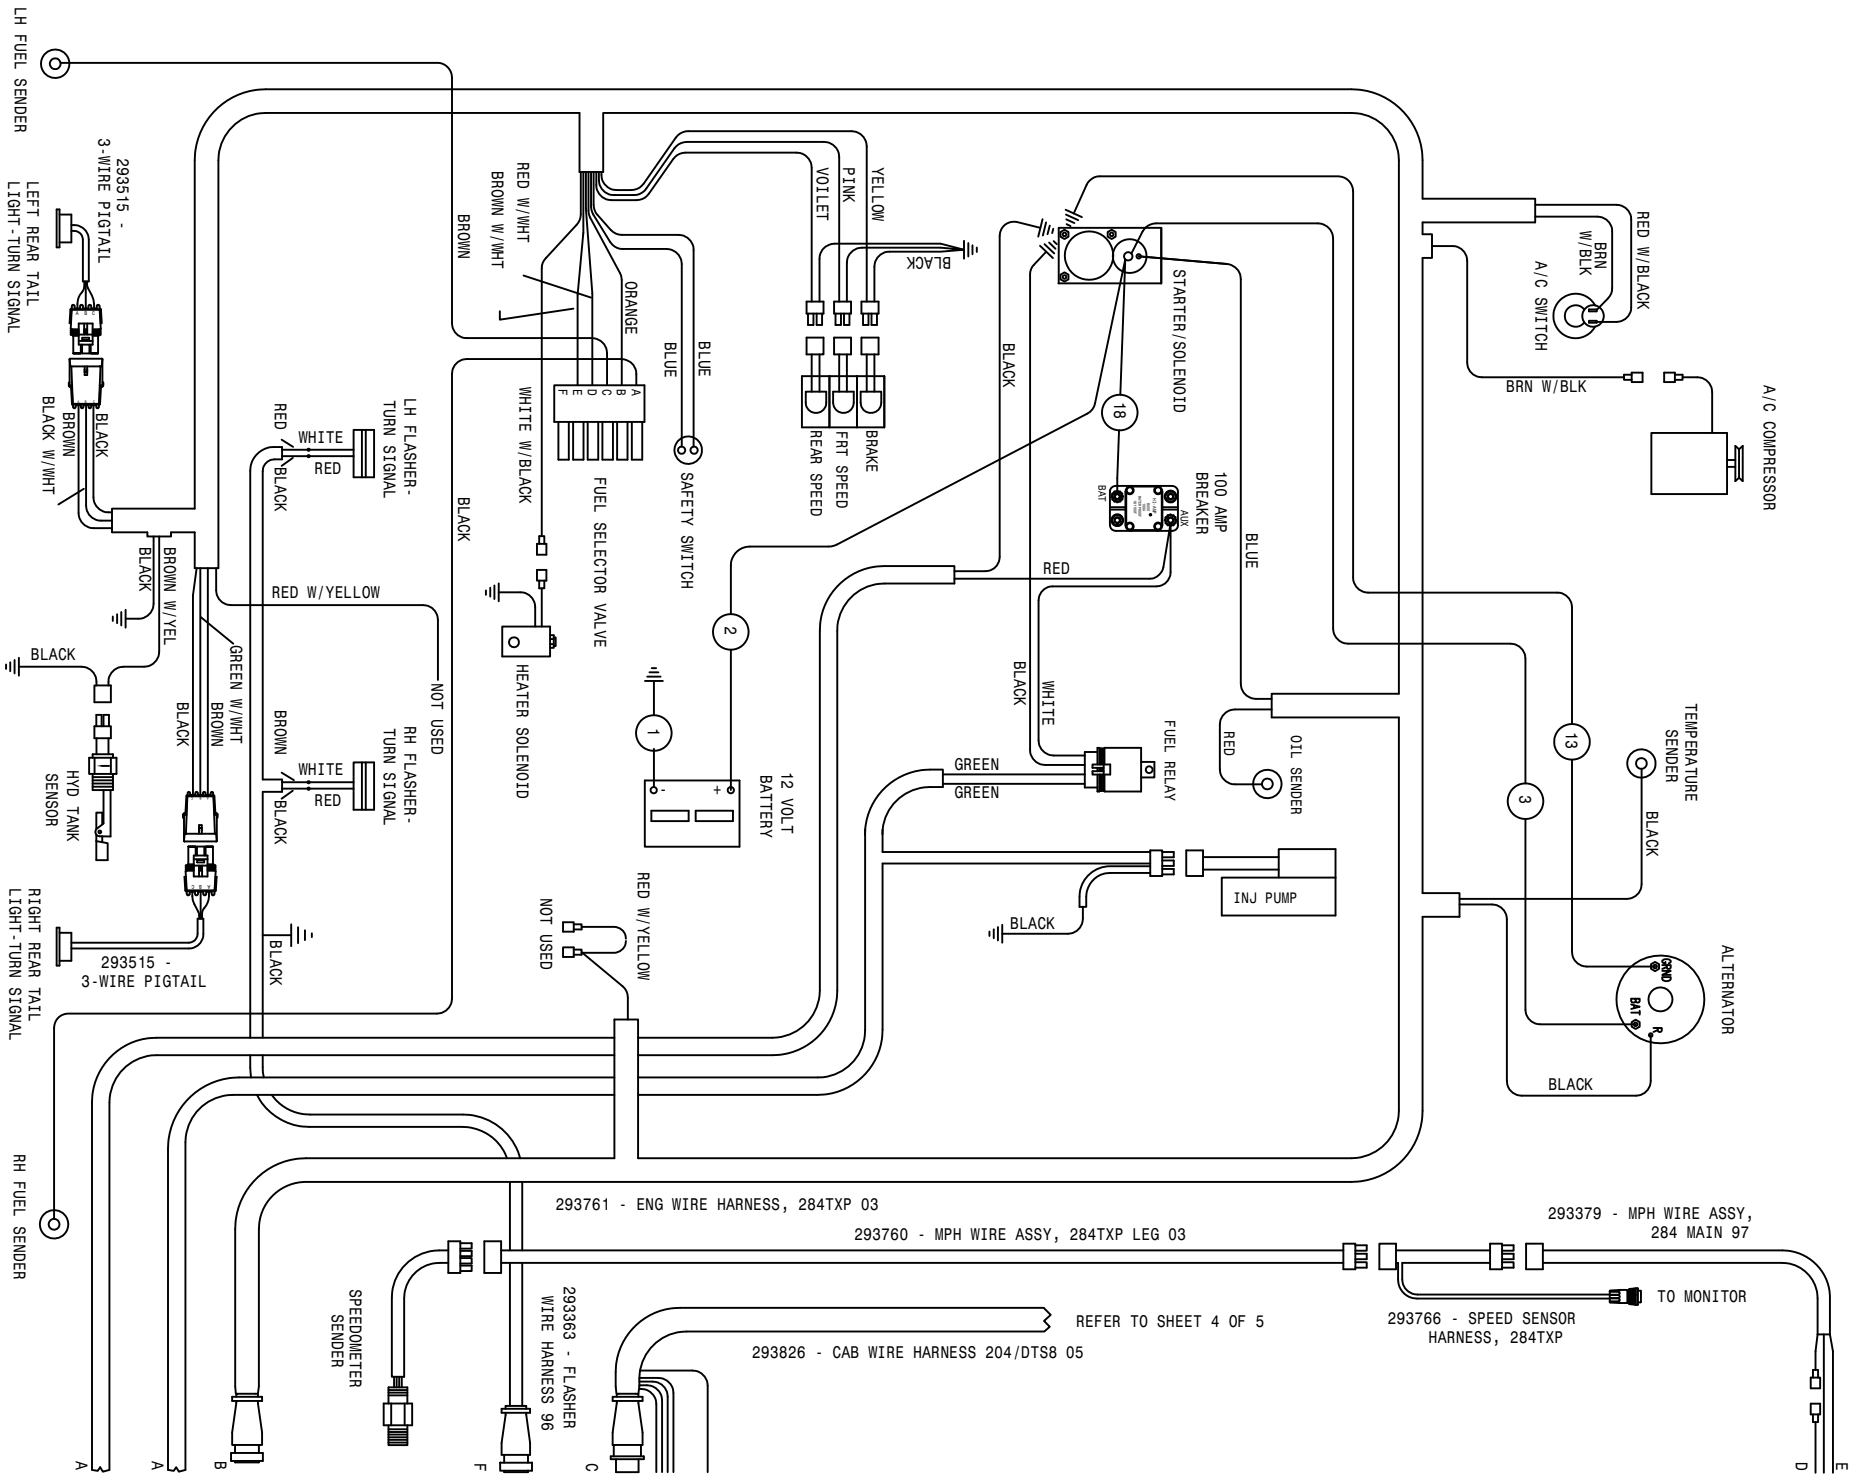 LH FUEL SENDER
293515 -
3-WIRE PIGTAIL
LEFT REAR TAIL
LIGHT-TURN SIGNAL
BLACK
BROWN
BLACK W/WHT
LH FLASHER-
TURN SIGNAL
RED
WHITE
RED
BLACK
BROWN
RED W/WHT
BROWN W/WHT
ORANGE
A
B
C
D
E
F
FUEL SELECTOR VALVE
WHITE W/BLACK
BLACK
BLUE
BLUE
SAFETY SWITCH
VOILET
PINK
YELLOW
BLACK
BRAKE
FRT SPEED
REAR SPEED
STARTER/SOLENOID
BLACK
18
100 AMP
BREAKER
BAT
AUX
BLUE
RED
RED W/BLACK
BRN
W/BLK
A/C SWITCH
BRN W/BLK
A/C COMPRESSOR
BROWN W/YEL
BLACK
BLACK
HYD TANK
SENSOR
RED W/YELLOW
NOT USED
GREEN W/WHT
BROWN
BLACK
RH FLASHER-
TURN SIGNAL
BROWN
WHITE
RED
BLACK
BLACK
RIGHT REAR TAIL
LIGHT-TURN SIGNAL
293515 -
3-WIRE PIGTAIL
RH FUEL SENDER
HEATER SOLENOID
2
1
-
+
12 VOLT
BATTERY
RED W/YELLOW
NOT USED
WHITE
BLACK
FUEL RELAY
GREEN
GREEN
RED
OIL SENDER
INJ PUMP
BLACK
13
3
TEMPERATURE
SENDER
BLACK
ALTERNATOR
GRND
BAT
R
BLACK
293761 - ENG WIRE HARNESS, 284TXP 03
293760 - MPH WIRE ASSY, 284TXP LEG 03
293379 - MPH WIRE ASSY,
284 MAIN 97
TO MONITOR
293766 - SPEED SENSOR
HARNESS, 284TXP
SPEEDOMETER
SENDER
293363 - FLASHER
WIRE HARNESS 96
REFER TO SHEET 4 OF 5
293826 - CAB WIRE HARNESS 204/DTS8 05
A
A
B
F
C
D
E